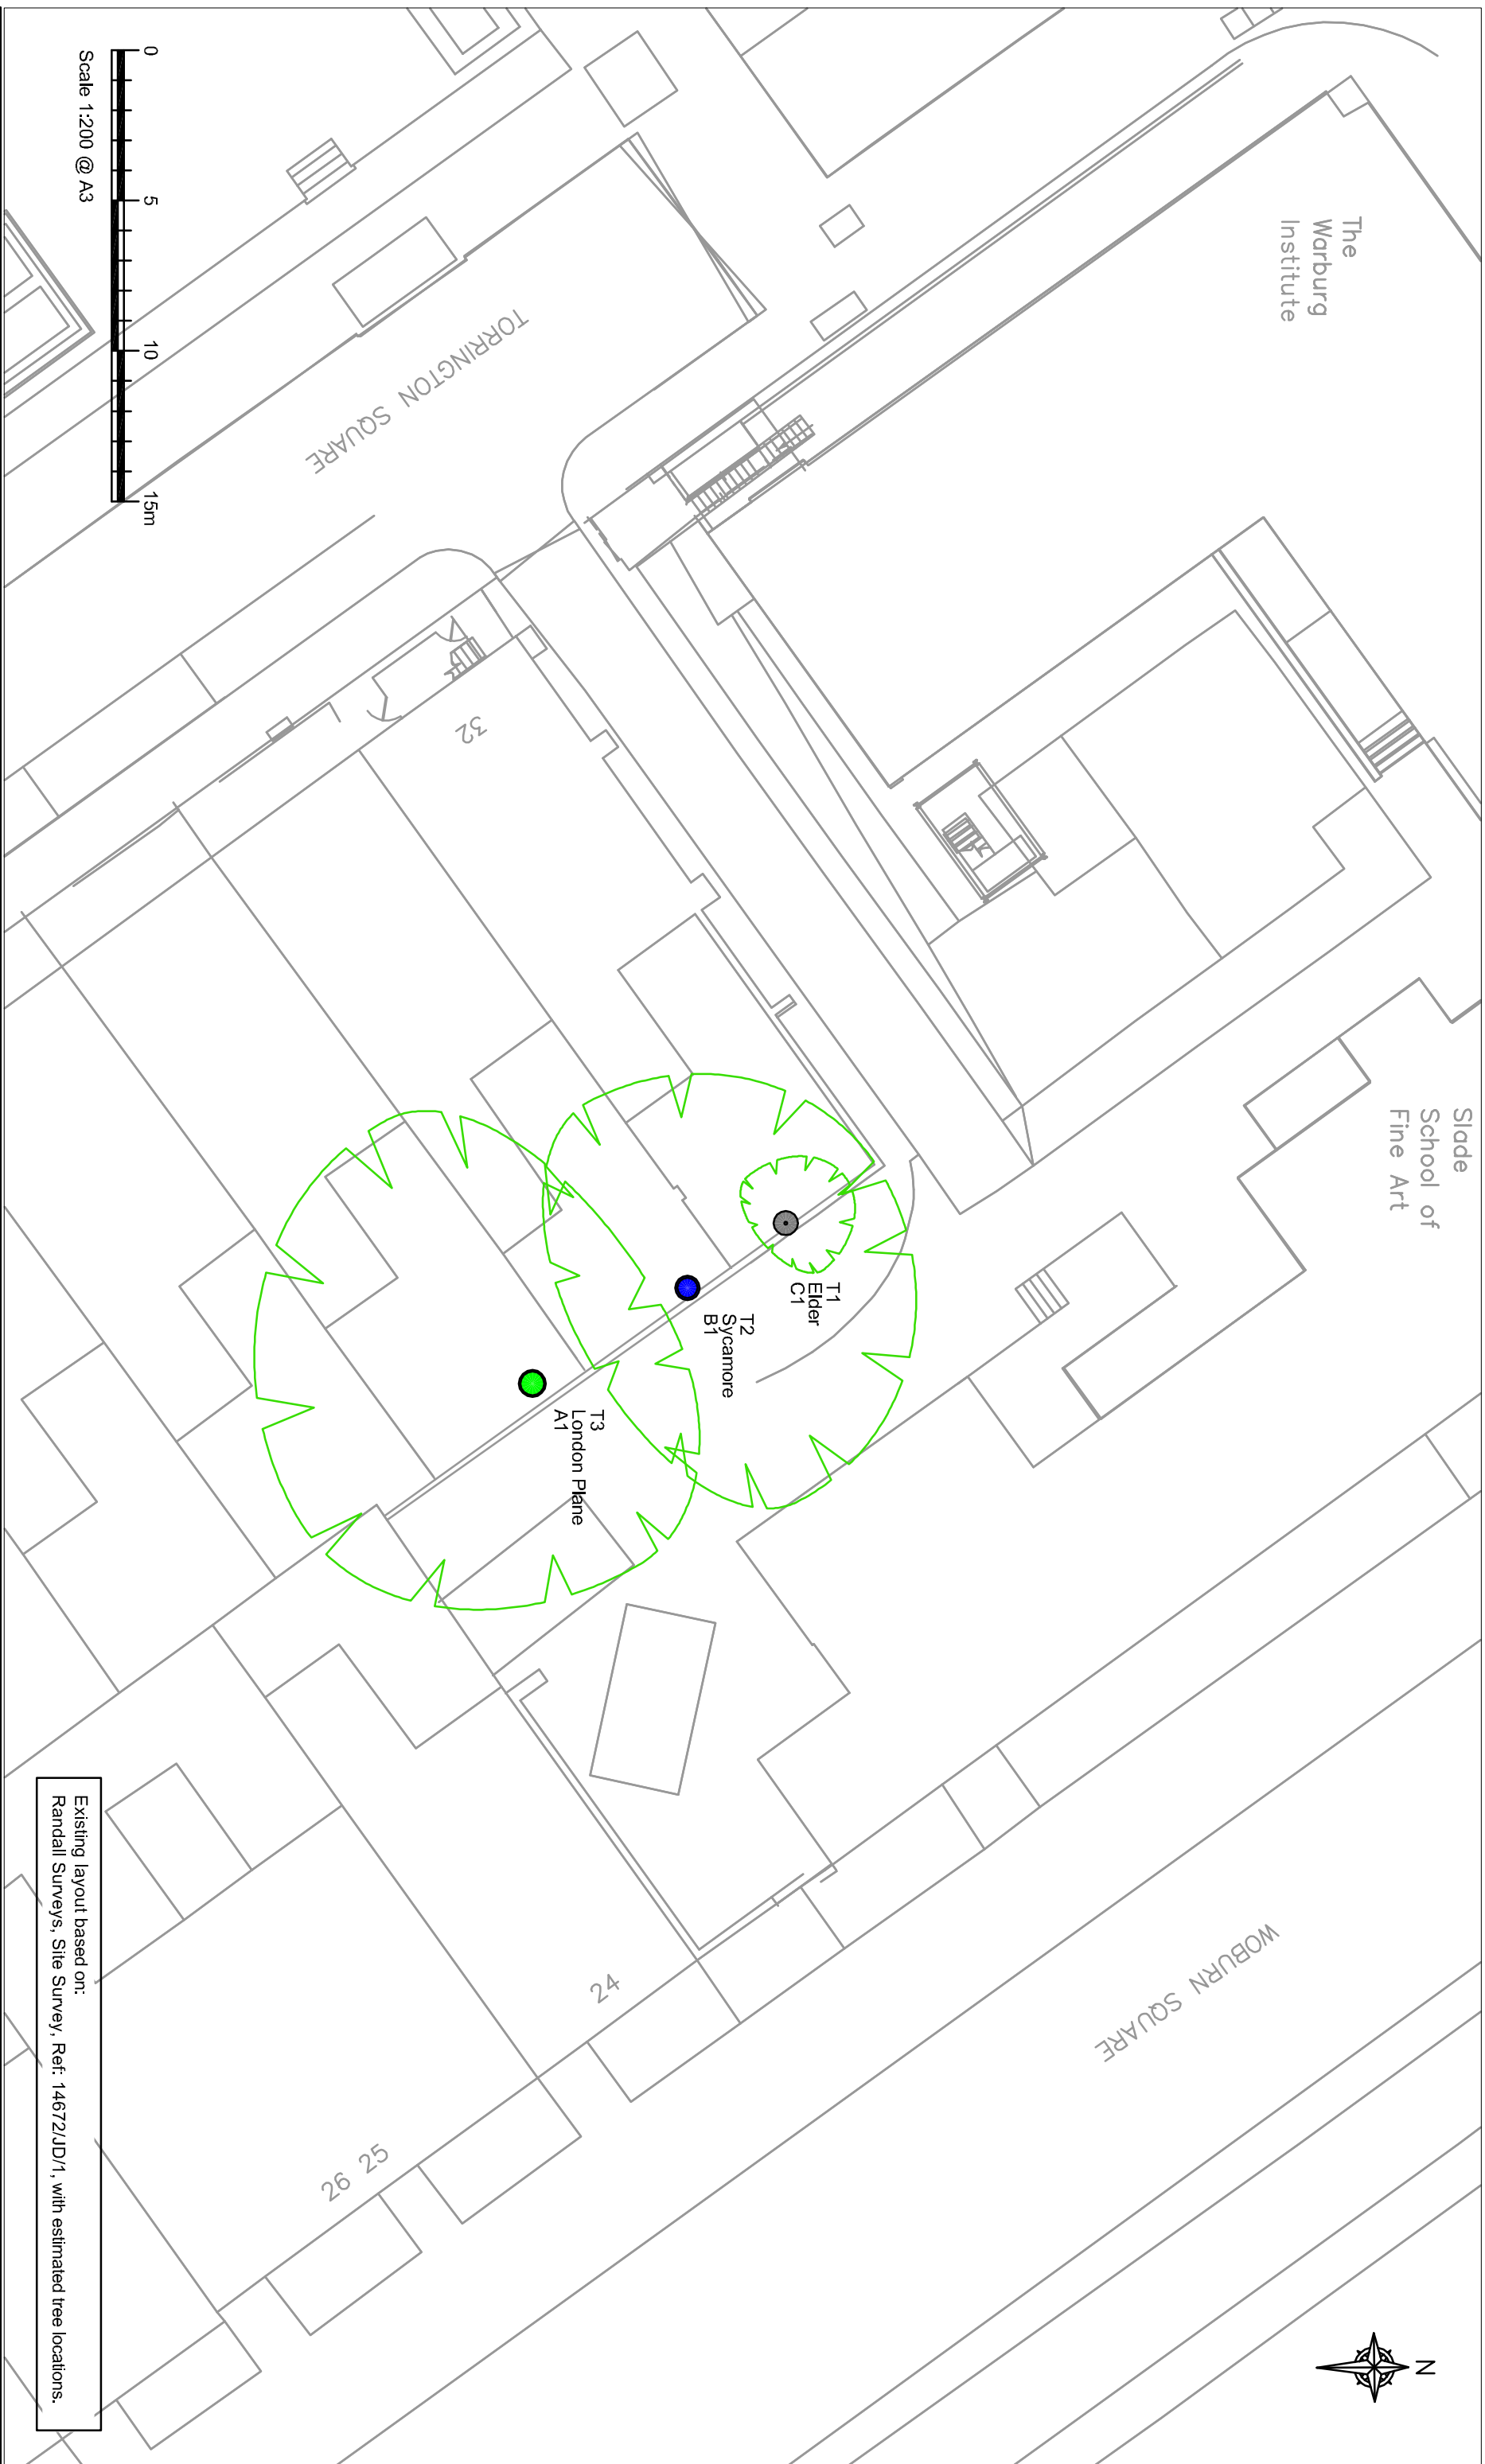 The
Warburg
Institute
Slade
School of
Fine Art
N
TORRINGTON SQUARE
32
T1
Elder
C1
T2
Sycamore
B1
T3
London Plane
A1
WOBURN SQUARE
24
26 25
0 5 10 15m
Scale 1:200 @ A3
Existing layout based on:
Randall Surveys, Site Survey, Ref: 14672/JD/1, with estimated tree locations.